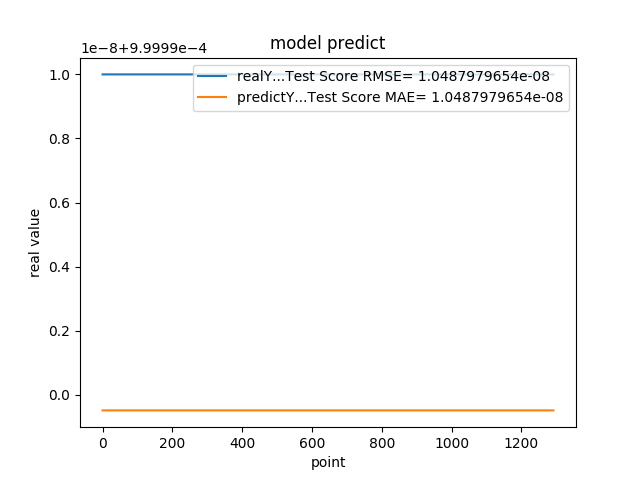 model predict
1e−8+9.9999e−4
realY...Test Score RMSE= 1.0487979654e-08
predictY...Test Score MAE= 1.0487979654e-08
1.0
0.8
0.6
0.4
0.2
0.0
real value
0 200 400 600 800 1000 1200
point